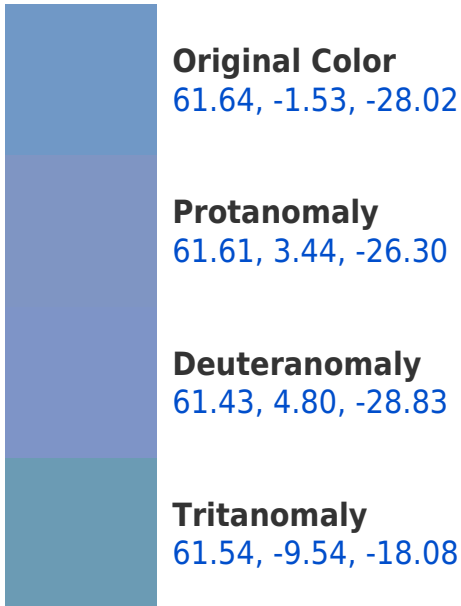 Original Color
61.64, -1.53, -28.02
Protanomaly
61.61, 3.44, -26.30
Deuteranomaly
61.43, 4.80, -28.83
Tritanomaly
61.54, -9.54, -18.08